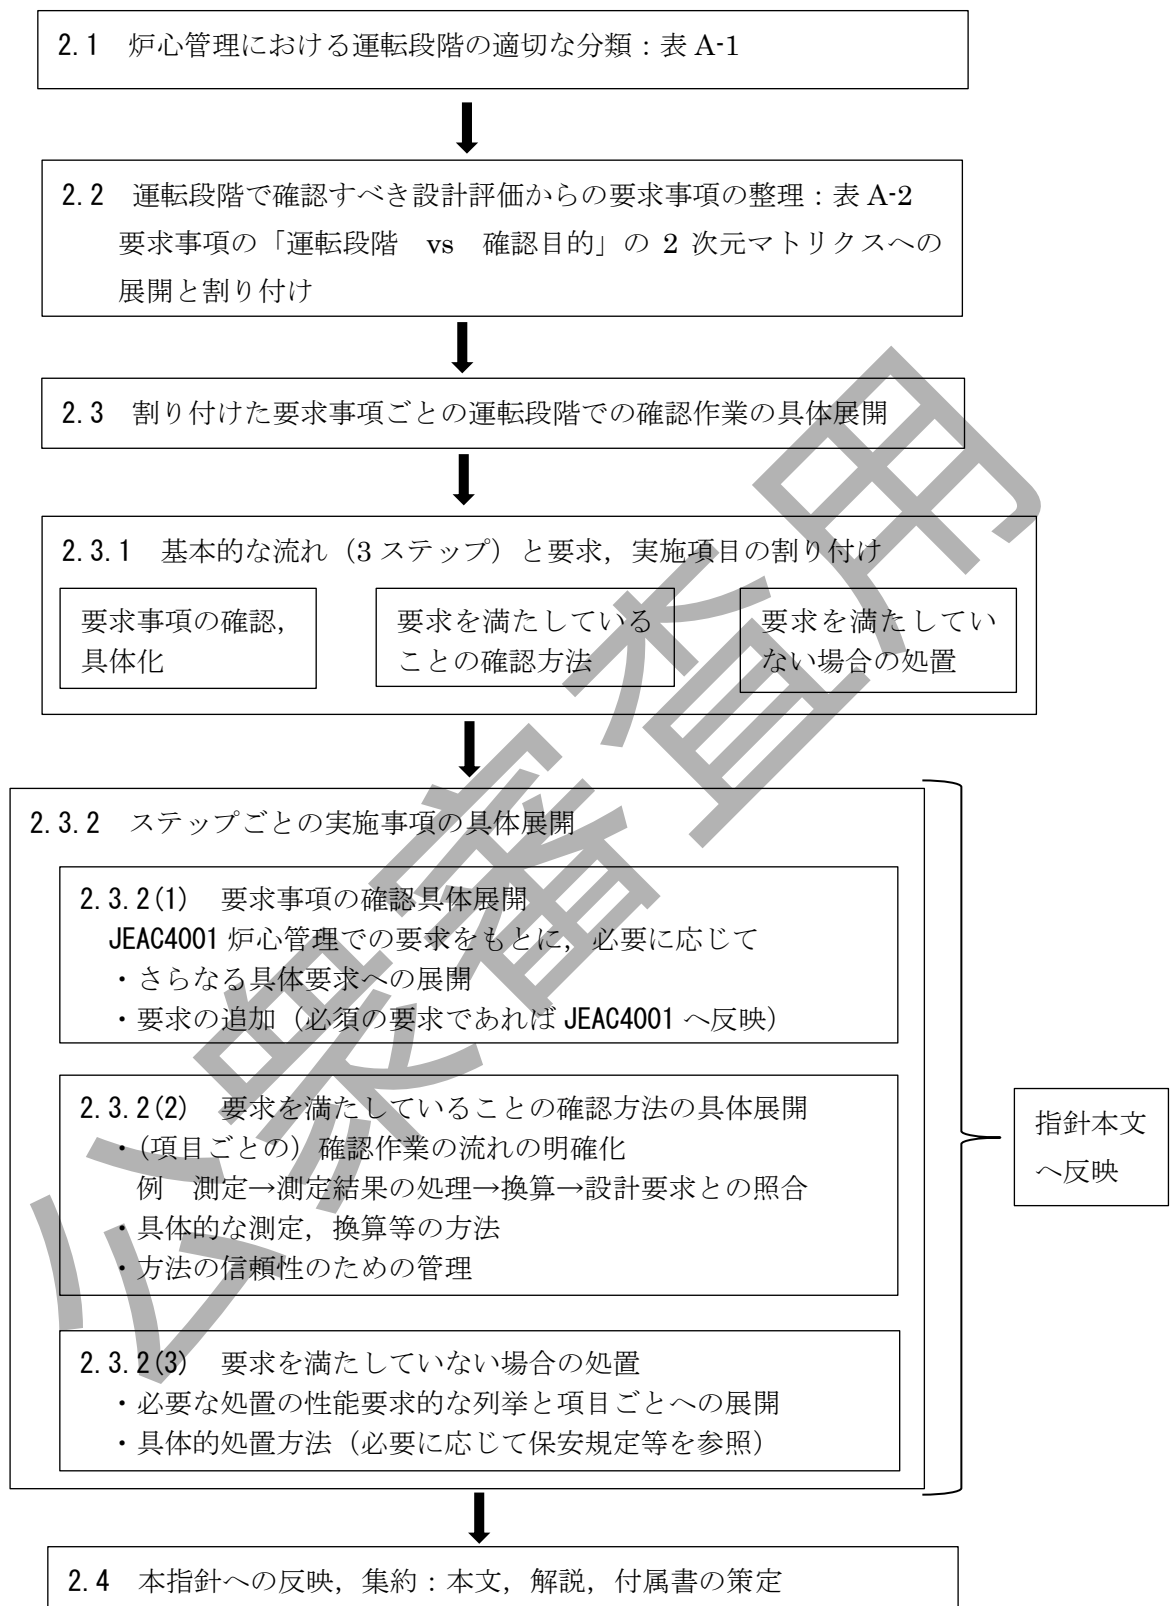 2.1 炉心管理における運転段階の適切な分類：表 A-1
2.2 運転段階で確認すべき設計評価からの要求事項の整理：表 A-2
要求事項の「運転段階 vs 確認目的」の 2 次元マトリクスへの
展開と割り付け
2.3 割り付けた要求事項ごとの運転段階での確認作業の具体展開
2.3.1 基本的な流れ（3 ステップ）と要求，実施項目の割り付け
要求事項の確認，
具体化
要求を満たしている
ことの確認方法
要求を満たしてい
ない場合の処置
2.3.2 ステップごとの実施事項の具体展開
2.3.2(1) 要求事項の確認具体展開
JEAC4001 炉心管理での要求をもとに，必要に応じて
・さらなる具体要求への展開
・要求の追加（必須の要求であれば JEAC4001 へ反映）
2.3.2(2) 要求を満たしていることの確認方法の具体展開
・(項目ごとの）確認作業の流れの明確化
例 測定→測定結果の処理→換算→設計要求との照合
・具体的な測定，換算等の方法
・方法の信頼性のための管理
2.3.2(3) 要求を満たしていない場合の処置
・必要な処置の性能要求的な列挙と項目ごとへの展開
・具体的処置方法（必要に応じて保安規定等を参照）
指針本文
へ反映
2.4 本指針への反映，集約：本文，解説，付属書の策定
公衆審査用